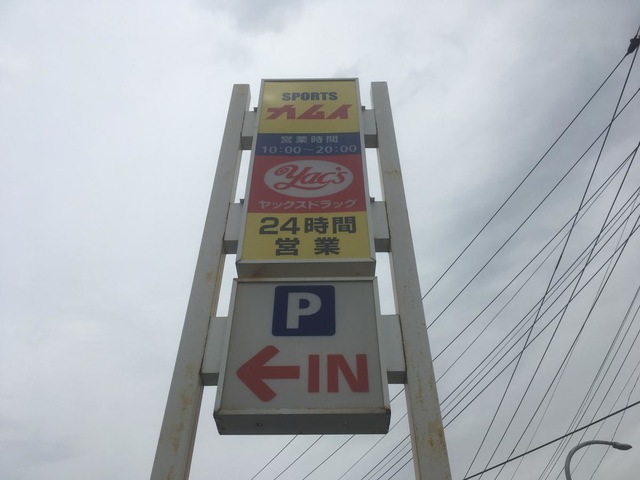 SPORTS
カムイ
営業時間
10:00～20:00
Yac's
ヤックスドラッグ
24時間
営業
P
←IN